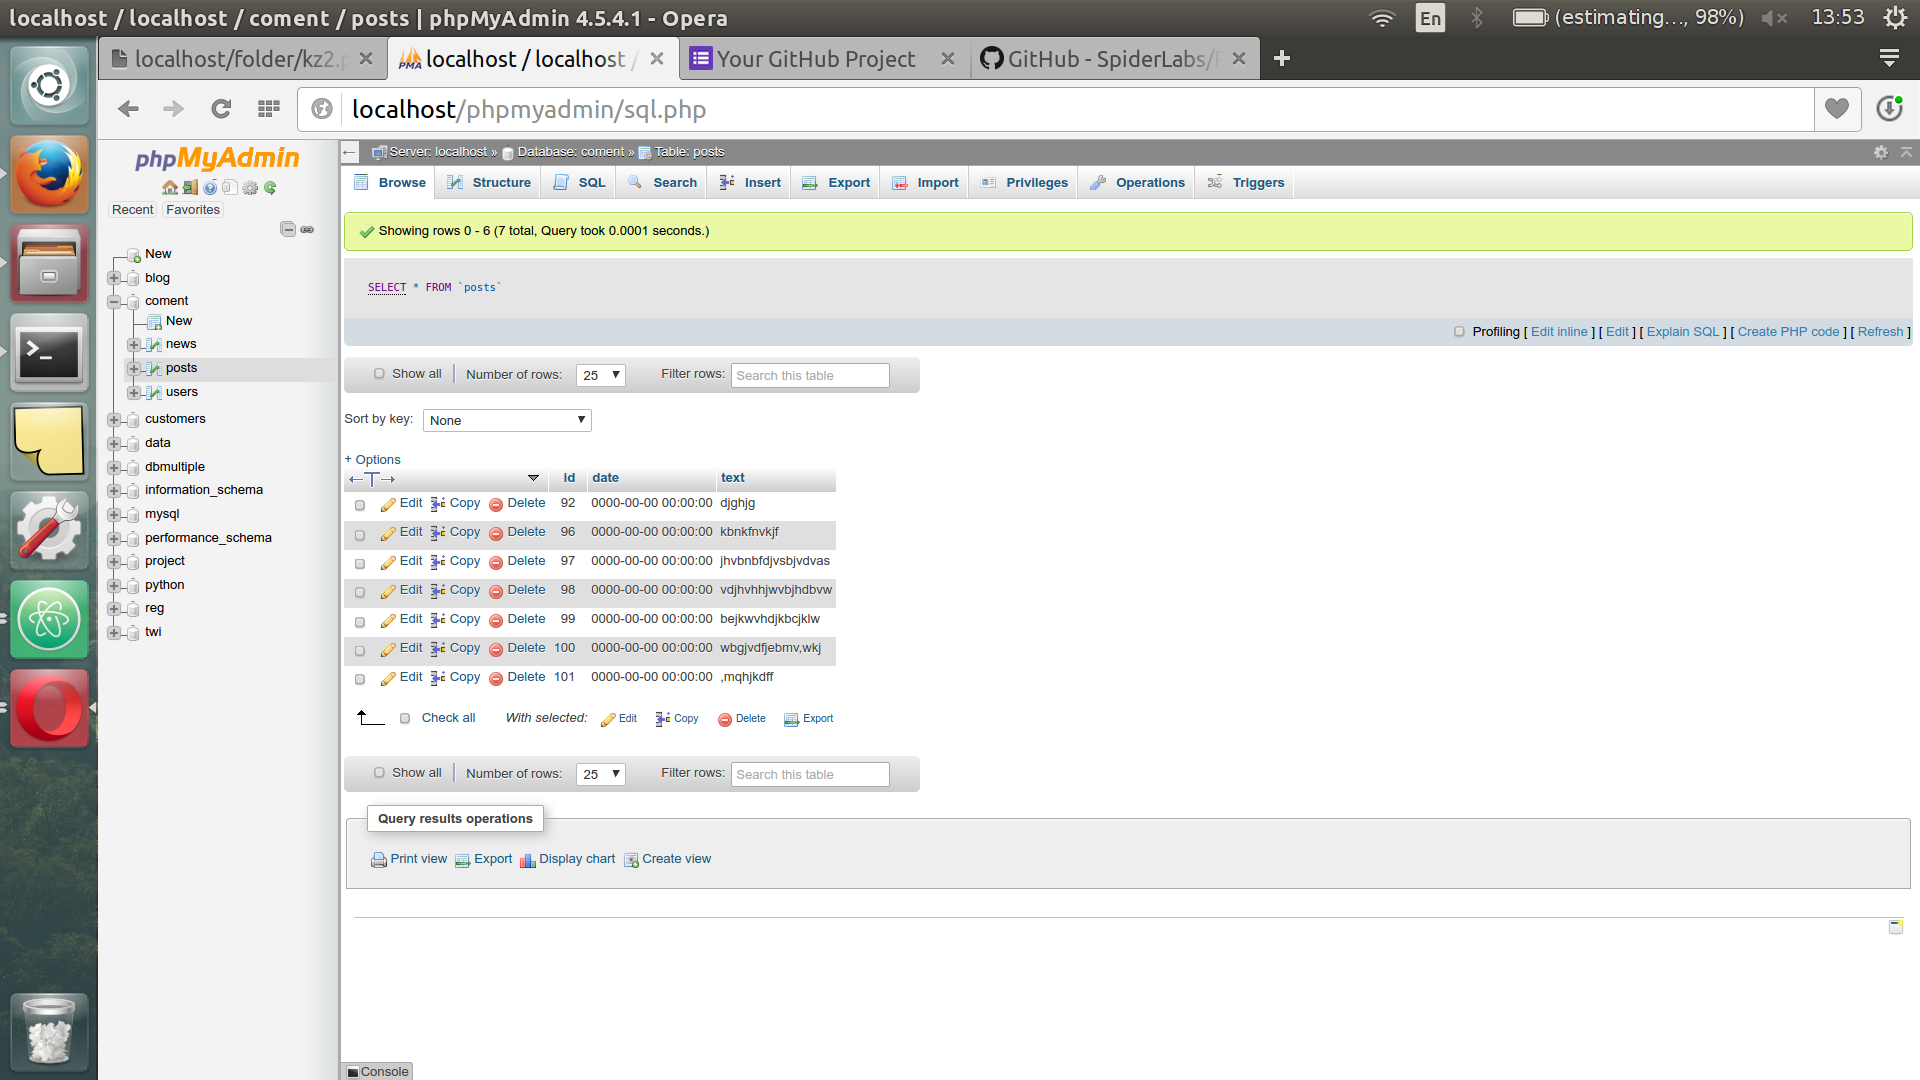 localhost / localhost / coment / posts | phpMyAdmin 4.5.4.1 - Opera
En
(estimating..., 98%)
13:53
localhost/folder/kz2.p
localhost / localhost /
Your GitHub Project
GitHub - SpiderLabs/
localhost/phpmyadmin/sql.php
phpMyAdmin
Recent
Favorites
New
blog
coment
New
news
posts
users
customers
data
dbmultiple
information_schema
mysql
performance_schema
project
python
reg
twi
Server: localhost » Database: coment » Table: posts
Browse Structure SQL Search Insert Export Import Privileges Operations Triggers
Showing rows 0 - 6 (7 total, Query took 0.0001 seconds.)
SELECT * FROM `posts`
Profiling [ Edit inline ] [ Edit ] [ Explain SQL ] [ Create PHP code ] [ Refresh ]
Show all Number of rows: 25 Filter rows: Search this table
Sort by key: None
+ Options
id date text
Edit Copy Delete 92 0000-00-00 00:00:00 djghjg
Edit Copy Delete 96 0000-00-00 00:00:00 kbnkfnvkjf
Edit Copy Delete 97 0000-00-00 00:00:00 jhvbnbfdjvsbjvdvas
Edit Copy Delete 98 0000-00-00 00:00:00 vdjhvhhjwvbjhdbvw
Edit Copy Delete 99 0000-00-00 00:00:00 bejkwvhdjkbcjklw
Edit Copy Delete 100 0000-00-00 00:00:00 wbgjvdfjebmv,wkj
Edit Copy Delete 101 0000-00-00 00:00:00 ,mqhjkdff
Check all With selected: Edit Copy Delete Export
Show all Number of rows: 25 Filter rows: Search this table
Query results operations
Print view Export Display chart Create view
Console